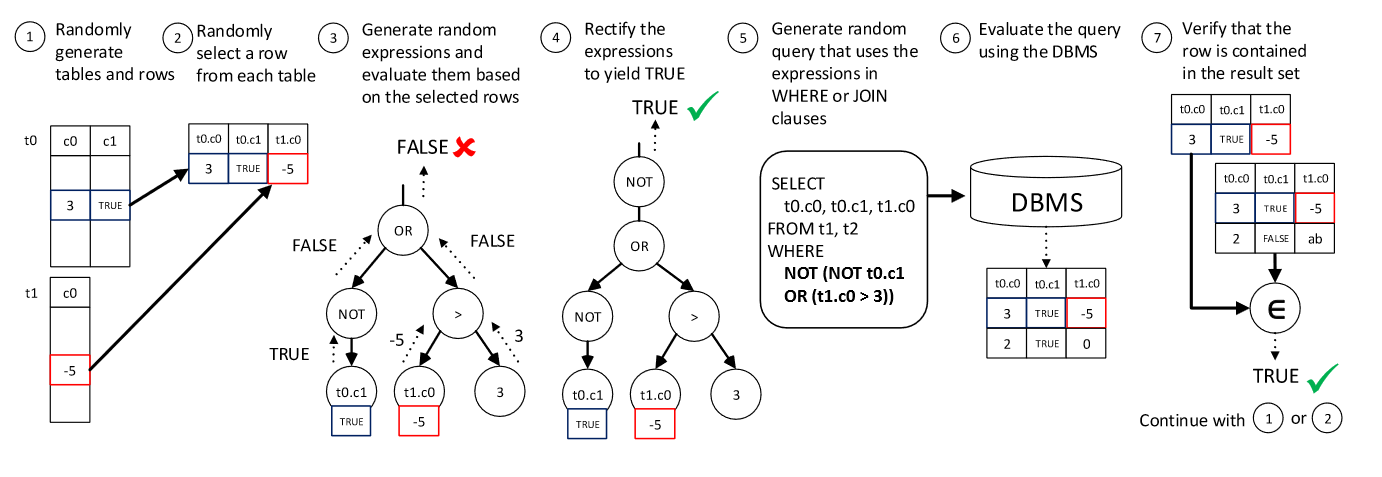 1
Randomly
generate
tables and rows
2
Randomly
select a row
from each table
3
Generate random
expressions and
evaluate them based
on the selected rows
4
Rectify the
expressions
to yield TRUE
5
Generate random
query that uses the
expressions in
WHERE or JOIN
clauses
6
Evaluate the query
using the DBMS
7
Verify that the
row is contained
in the result set
t0
c0 c1
3 TRUE
t1
c0
-5
t0.c0 t0.c1 t1.c0
3 TRUE -5
FALSE
OR
FALSE FALSE
NOT >
TRUE -5 3
t0.c1 t1.c0 3
TRUE -5
TRUE
NOT
OR
NOT >
t0.c1 t1.c0 3
TRUE -5
SELECT
t0.c0, t0.c1, t1.c0
FROM t1, t2
WHERE
NOT (NOT t0.c1
OR (t1.c0 > 3))
DBMS
t0.c0 t0.c1 t1.c0
3 TRUE -5
2 TRUE 0
t0.c0 t0.c1 t1.c0
3 TRUE -5
t0.c0 t0.c1 t1.c0
3 TRUE -5
2 FALSE ab
∈
TRUE
Continue with 1 or 2